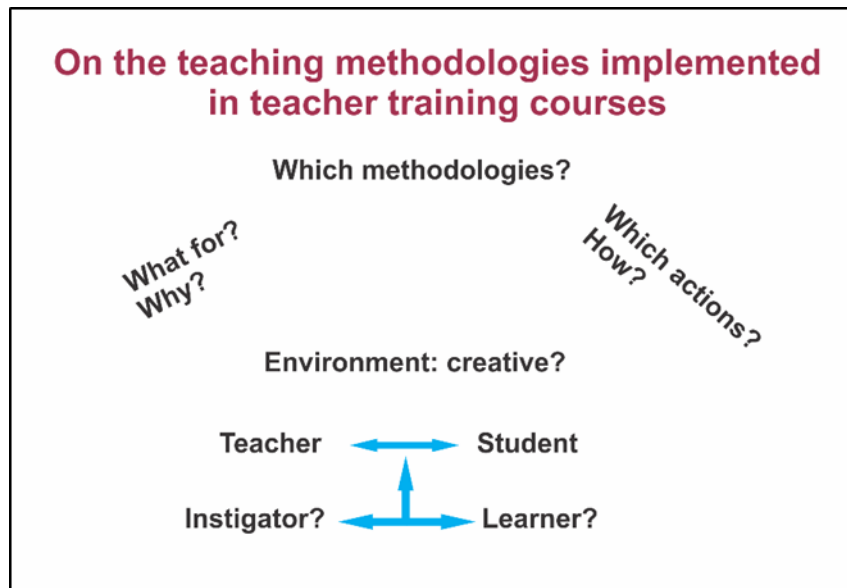 On the teaching methodologies implemented
in teacher training courses
Which methodologies?
What for?
Why?
Which actions?
How?
Environment: creative?
Teacher
Student
Instigator?
Learner?